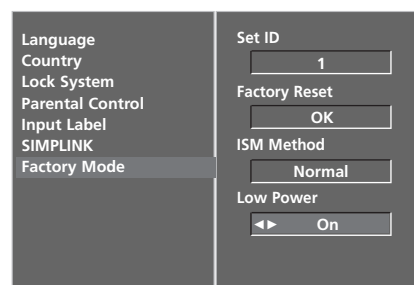 Language
Country
Lock System
Parental Control
Input Label
SIMPLINK
Factory Mode
Set ID
1
Factory Reset
OK
ISM Method
Normal
Low Power
◄► On